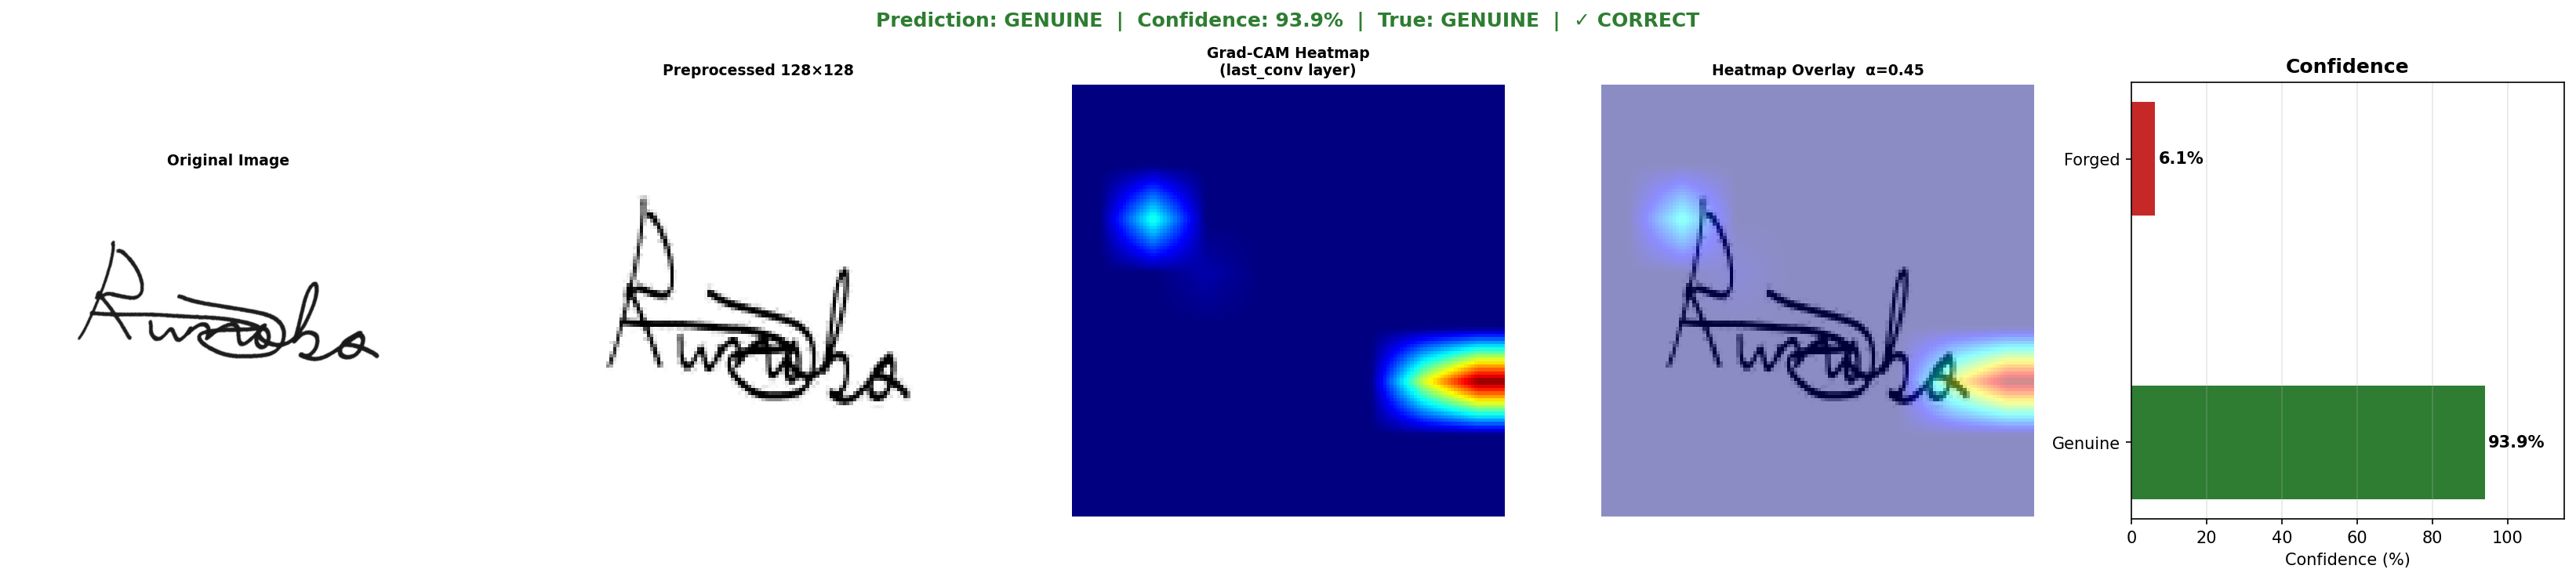 Prediction: GENUINE | Confidence: 93.9% | True: GENUINE | ✓ CORRECT
Original Image
Preprocessed 128×128
Grad-CAM Heatmap
(last_conv layer)
Heatmap Overlay α=0.45
Confidence
Forged
6.1%
Genuine
93.9%
0 20 40 60 80 100
Confidence (%)